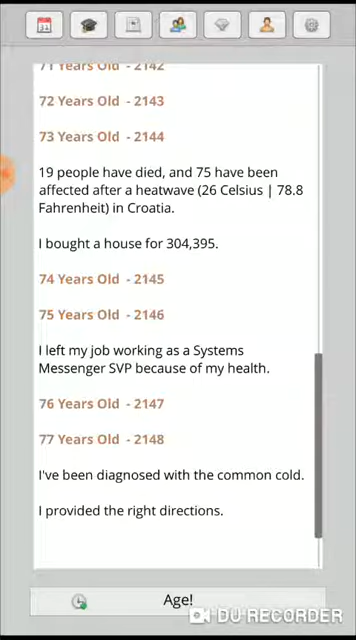 71 Years Old - 2142
72 Years Old - 2143
73 Years Old - 2144
19 people have died, and 75 have been
affected after a heatwave (26 Celsius | 78.8
Fahrenheit) in Croatia.
I bought a house for 304,395.
74 Years Old - 2145
75 Years Old - 2146
I left my job working as a Systems
Messenger SVP because of my health.
76 Years Old - 2147
77 Years Old - 2148
I've been diagnosed with the common cold.
I provided the right directions.
Age!
DU RECORDER